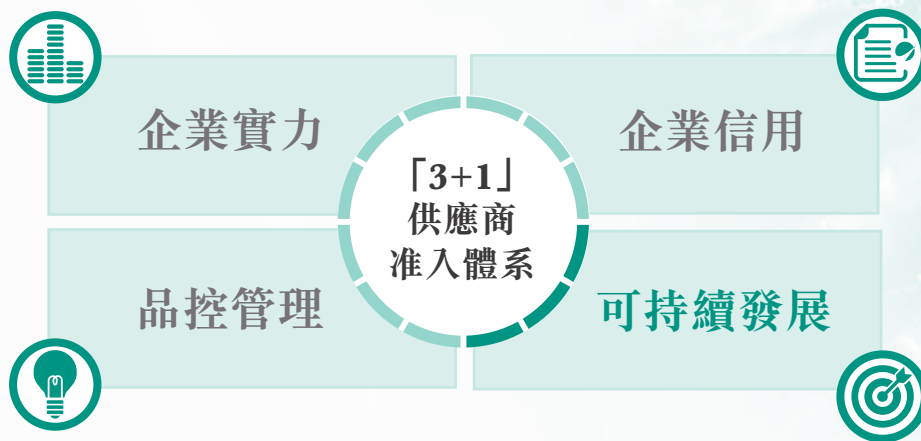 企業實力
企業信用
「3+1」
供應商
准入體系
品控管理
可持續發展